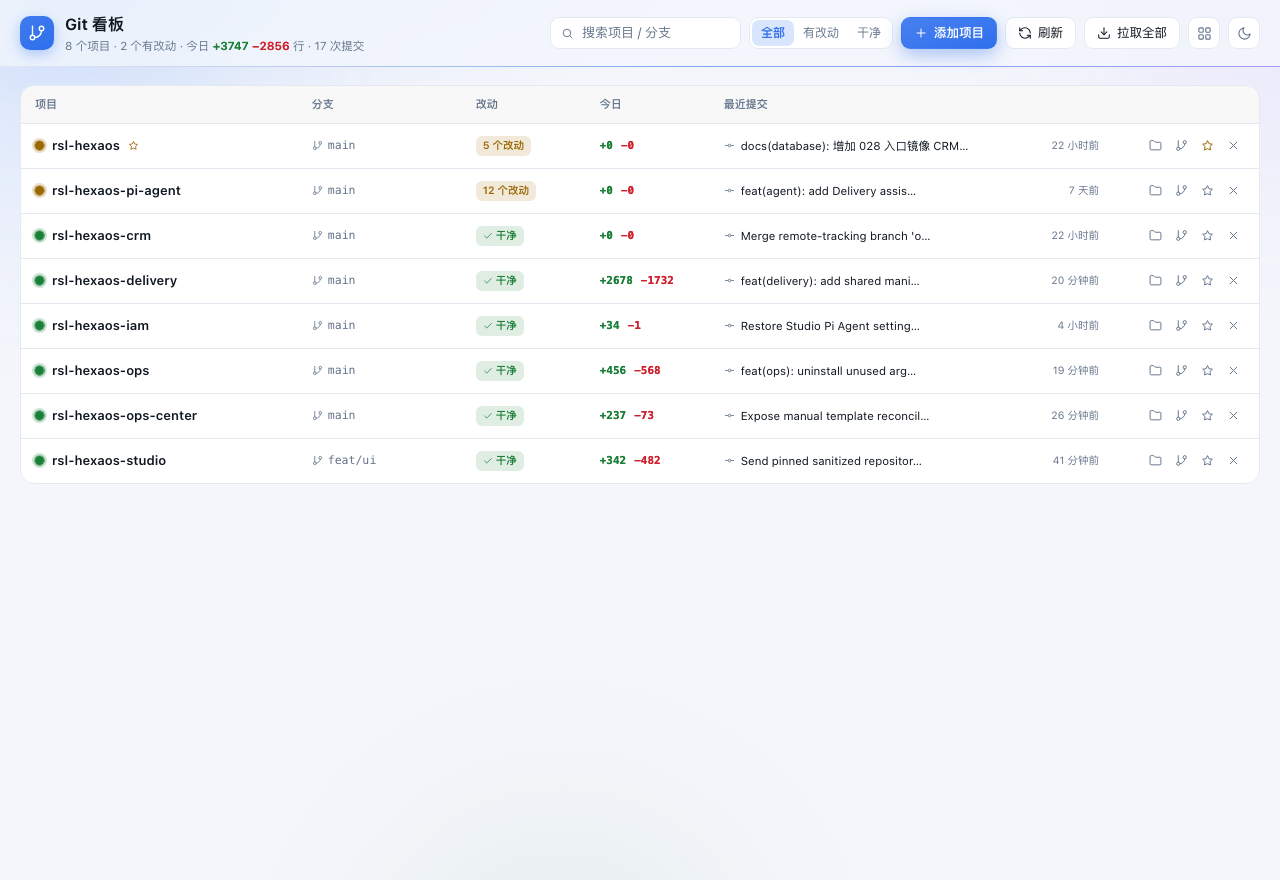 Git 看板
8 个项目 · 2 个有改动 · 今日 +3747 −2856 行 · 17 次提交
搜索项目 / 分支
全部 有改动 干净
添加项目
刷新
拉取全部
项目 分支 改动 今日 最近提交
rsl-hexaos main 5 个改动 +0 −0 docs(database): 增加 028 入口镜像 CRM… 22 小时前
rsl-hexaos-pi-agent main 12 个改动 +0 −0 feat(agent): add Delivery assis… 7 天前
rsl-hexaos-crm main 干净 +0 −0 Merge remote-tracking branch 'o… 22 小时前
rsl-hexaos-delivery main 干净 +2678 −1732 feat(delivery): add shared mani… 20 分钟前
rsl-hexaos-iam main 干净 +34 −1 Restore Studio Pi Agent setting… 4 小时前
rsl-hexaos-ops main 干净 +456 −568 feat(ops): uninstall unused arg… 19 分钟前
rsl-hexaos-ops-center main 干净 +237 −73 Expose manual template reconcil… 26 分钟前
rsl-hexaos-studio feat/ui 干净 +342 −482 Send pinned sanitized repositor… 41 分钟前